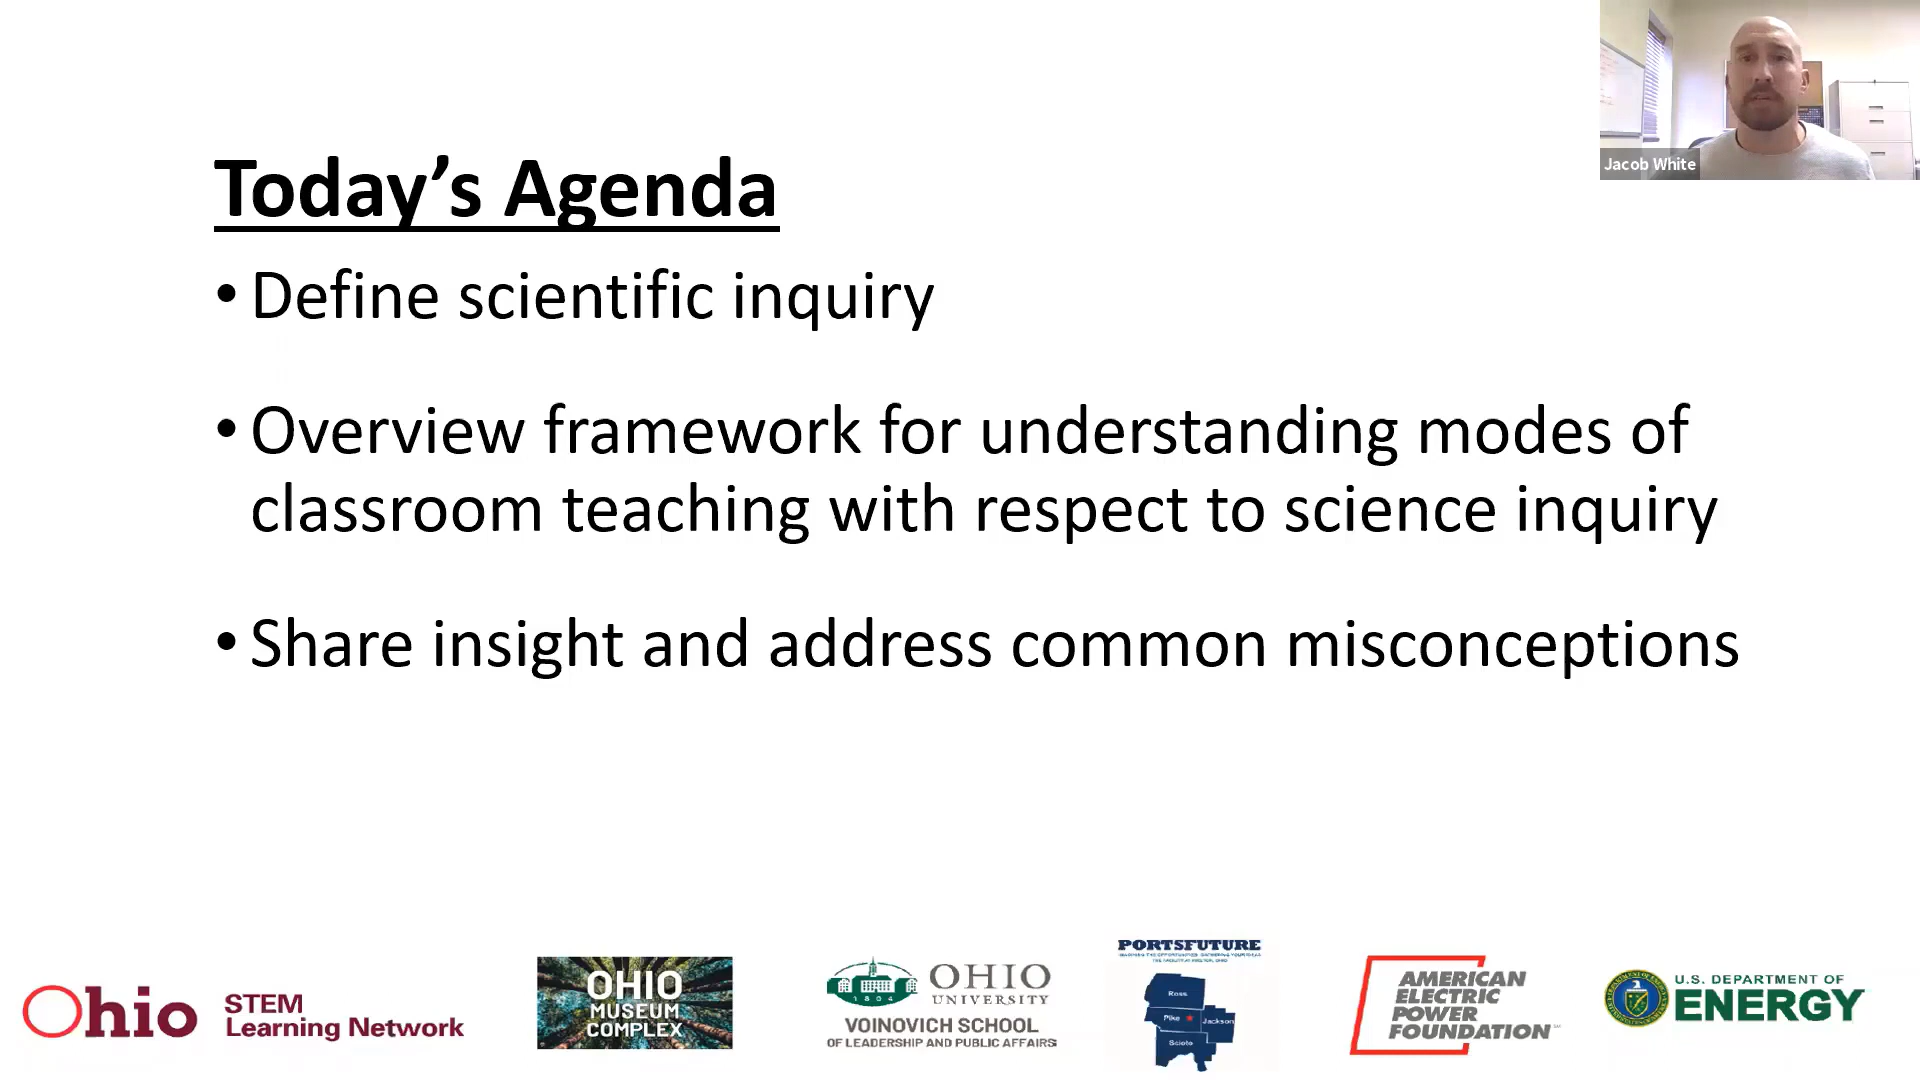 Jacob White
Today’s Agenda
• Define scientific inquiry
• Overview framework for understanding modes of
classroom teaching with respect to science inquiry
• Share insight and address common misconceptions
Ohio STEM
Learning Network
OHIO
MUSEUM
COMPLEX
1804
OHIO
UNIVERSITY
VOINOVICH SCHOOL
OF LEADERSHIP AND PUBLIC AFFAIRS
PORTSFUTURE
Ross
Pike
Jackson
Scioto
AMERICAN
ELECTRIC
POWER
FOUNDATION
U.S. DEPARTMENT OF
ENERGY